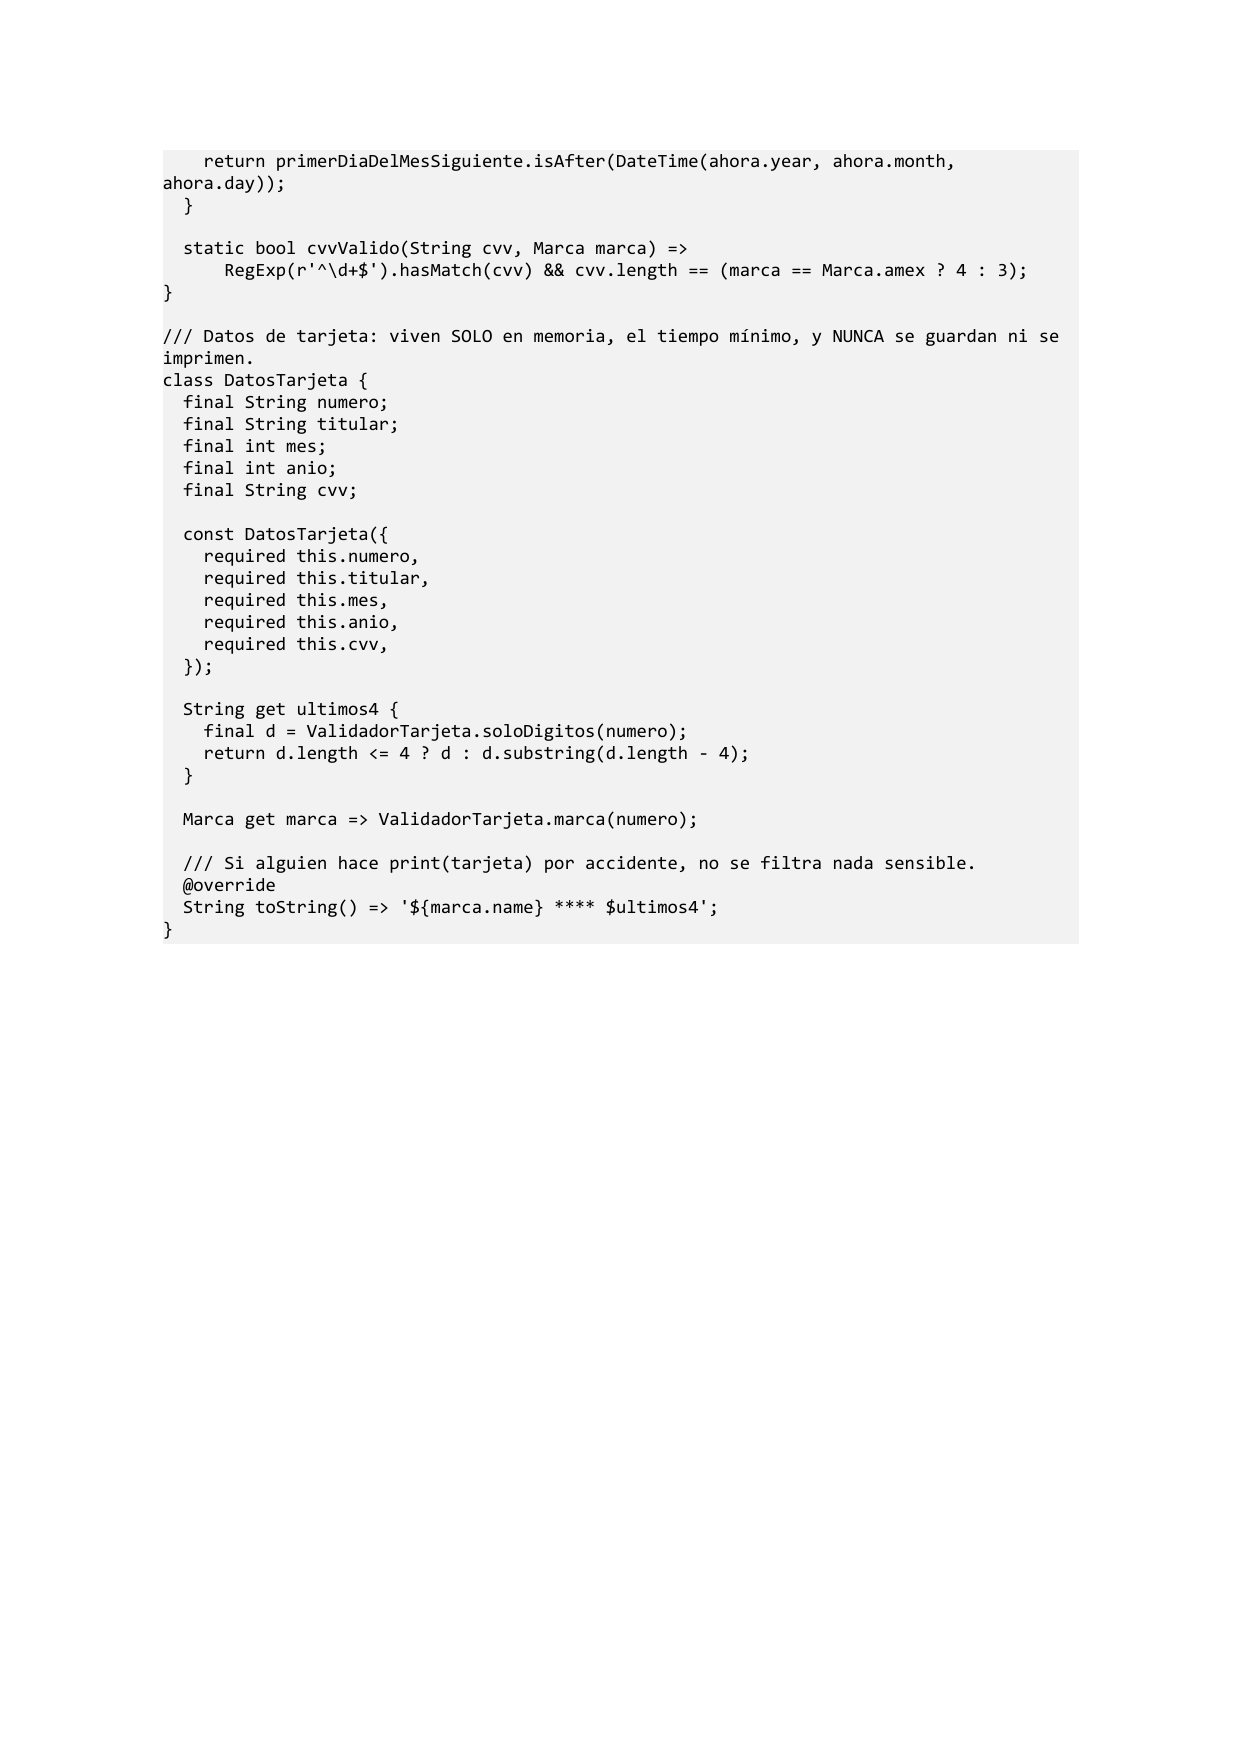 return primerDiaDelMesSiguiente.isAfter(DateTime(ahora.year, ahora.month,
ahora.day));
  }

  static bool cvvValido(String cvv, Marca marca) =>
      RegExp(r'^\d+$').hasMatch(cvv) && cvv.length == (marca == Marca.amex ? 4 : 3);
}

/// Datos de tarjeta: viven SOLO en memoria, el tiempo mínimo, y NUNCA se guardan ni se
imprimen.
class DatosTarjeta {
  final String numero;
  final String titular;
  final int mes;
  final int anio;
  final String cvv;

  const DatosTarjeta({
    required this.numero,
    required this.titular,
    required this.mes,
    required this.anio,
    required this.cvv,
  });

  String get ultimos4 {
    final d = ValidadorTarjeta.soloDigitos(numero);
    return d.length <= 4 ? d : d.substring(d.length - 4);
  }

  Marca get marca => ValidadorTarjeta.marca(numero);

  /// Si alguien hace print(tarjeta) por accidente, no se filtra nada sensible.
  @override
  String toString() => '${marca.name} **** $ultimos4';
}